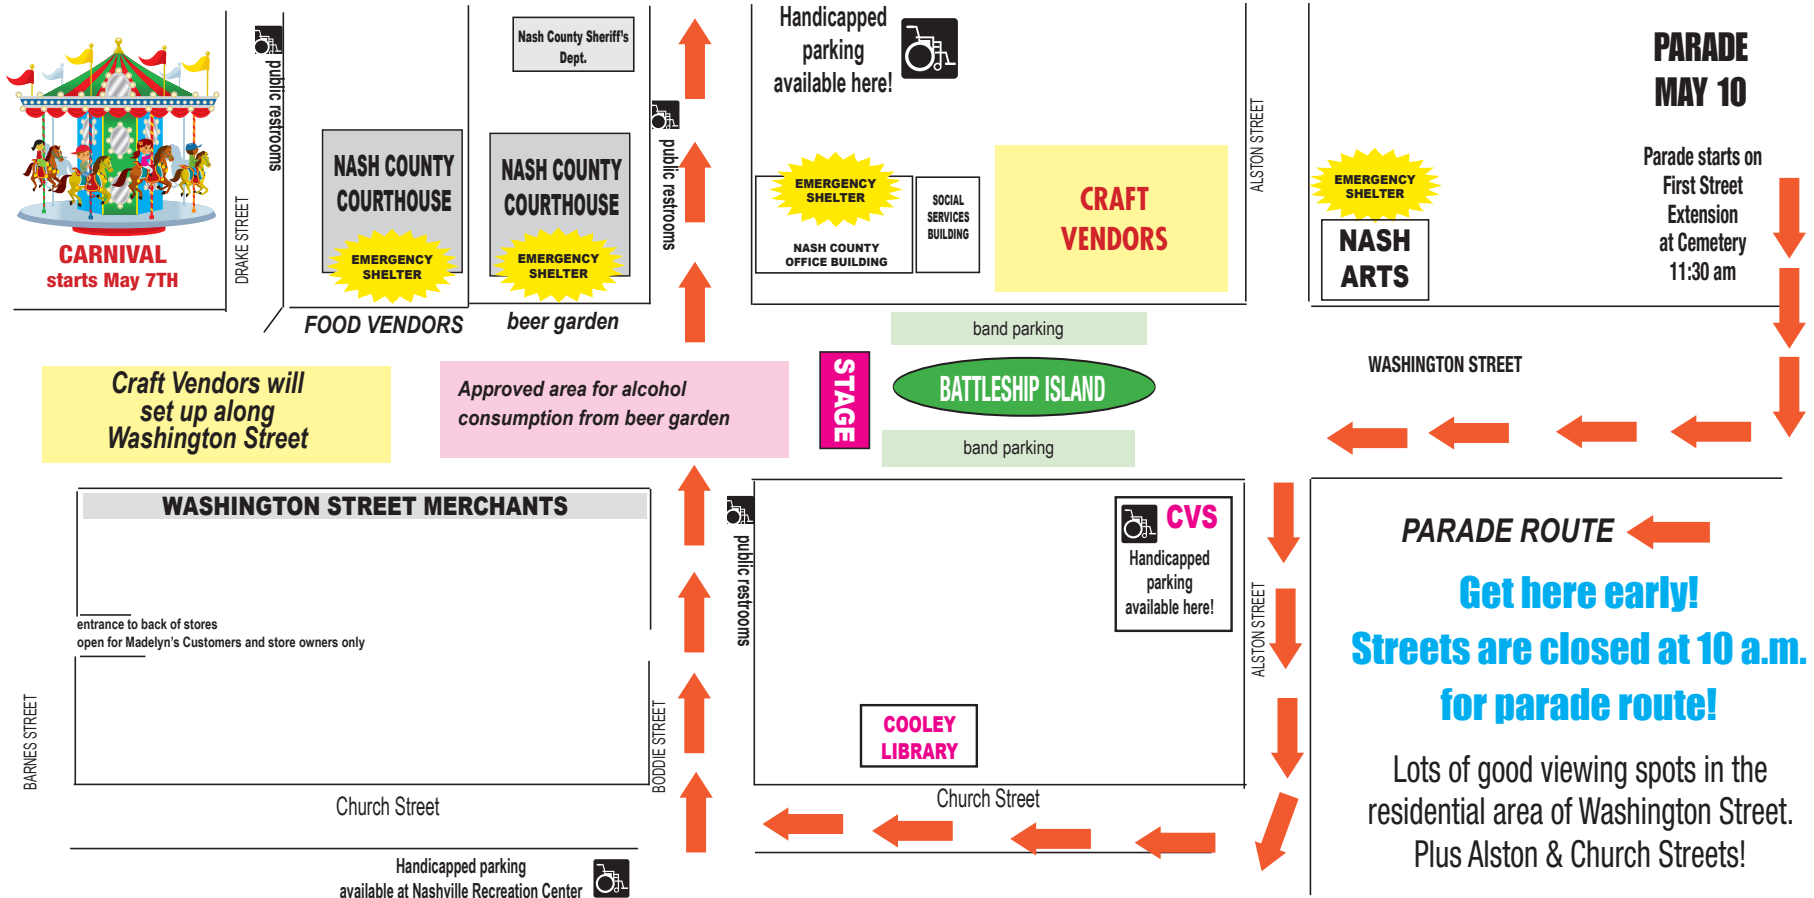 CARNIVAL
starts May 7TH
DRAKE STREET
public restrooms
NASH COUNTY
COURTHOUSE
EMERGENCY
SHELTER
FOOD VENDORS
Nash County Sheriff's
Dept.
NASH COUNTY
COURTHOUSE
EMERGENCY
SHELTER
beer garden
public restrooms
Handicapped
parking
available here!
EMERGENCY
SHELTER
NASH COUNTY
OFFICE BUILDING
SOCIAL
SERVICES
BUILDING
CRAFT
VENDORS
ALSTON STREET
EMERGENCY
SHELTER
NASH
ARTS
PARADE
MAY 10
Parade starts on
First Street
Extension
at Cemetery
11:30 am
Craft Vendors will
set up along
Washington Street
Approved area for alcohol
consumption from beer garden
STAGE
band parking
BATTLESHIP ISLAND
band parking
WASHINGTON STREET
WASHINGTON STREET MERCHANTS
entrance to back of stores
open for Madelyn's Customers and store owners only
BARNES STREET
BODDIE STREET
Church Street
Handicapped parking
available at Nashville Recreation Center
public restrooms
CVS
Handicapped
parking
available here!
COOLEY
LIBRARY
Church Street
ALSTON STREET
PARADE ROUTE
Get here early!
Streets are closed at 10 a.m.
for parade route!
Lots of good viewing spots in the
residential area of Washington Street.
Plus Alston & Church Streets!